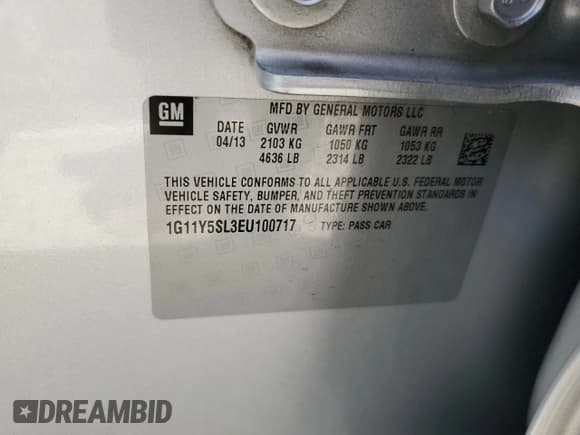 GM
MFD BY GENERAL MOTORS LLC
DATE GVWR GAWR FRT GAWR RR
04/13 2103 KG 1050 KG 1053 KG
4636 LB 2314 LB 2322 LB
THIS VEHICLE CONFORMS TO ALL APPLICABLE U.S. FEDERAL MOTOR
VEHICLE SAFETY, BUMPER, AND THEFT PREVENTION STANDARDS IN
EFFECT ON THE DATE OF MANUFACTURE SHOWN ABOVE.
1G11Y5SL3EU100717 TYPE: PASS CAR
DREAMBID